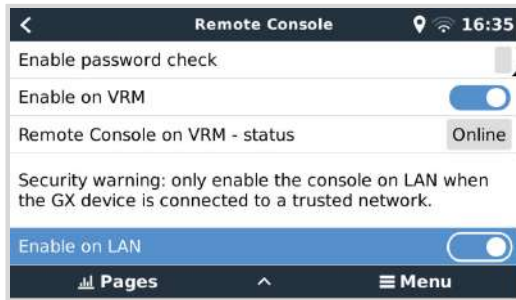 Remote Console
16:35
Enable password check
Enable on VRM
Remote Console on VRM - status
Online
Security warning: only enable the console on LAN when
the GX device is connected to a trusted network.
Enable on LAN
Pages
Menu